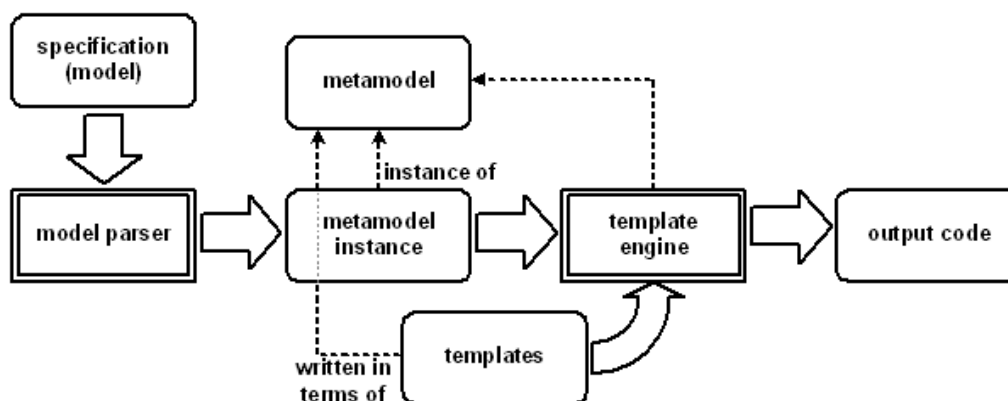 specification
(model)
metamodel
instance of
model parser
metamodel
instance
template
engine
output code
templates
written in
terms of